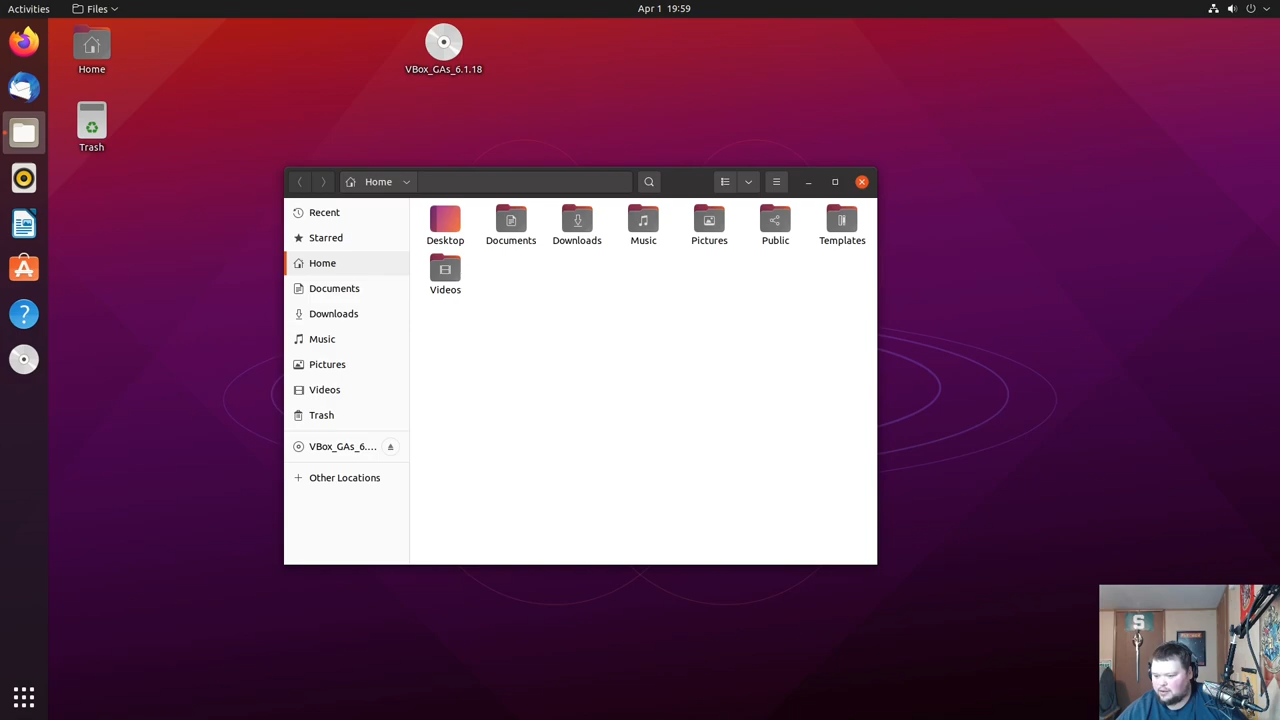 Activities
Files
Apr 1 19:59
Home
VBox_GAs_6.1.18
Trash
Home
Recent
Starred
Home
Documents
Downloads
Music
Pictures
Videos
Trash
VBox_GAs_6....
Other Locations
Desktop
Documents
Downloads
Music
Pictures
Public
Templates
Videos
S